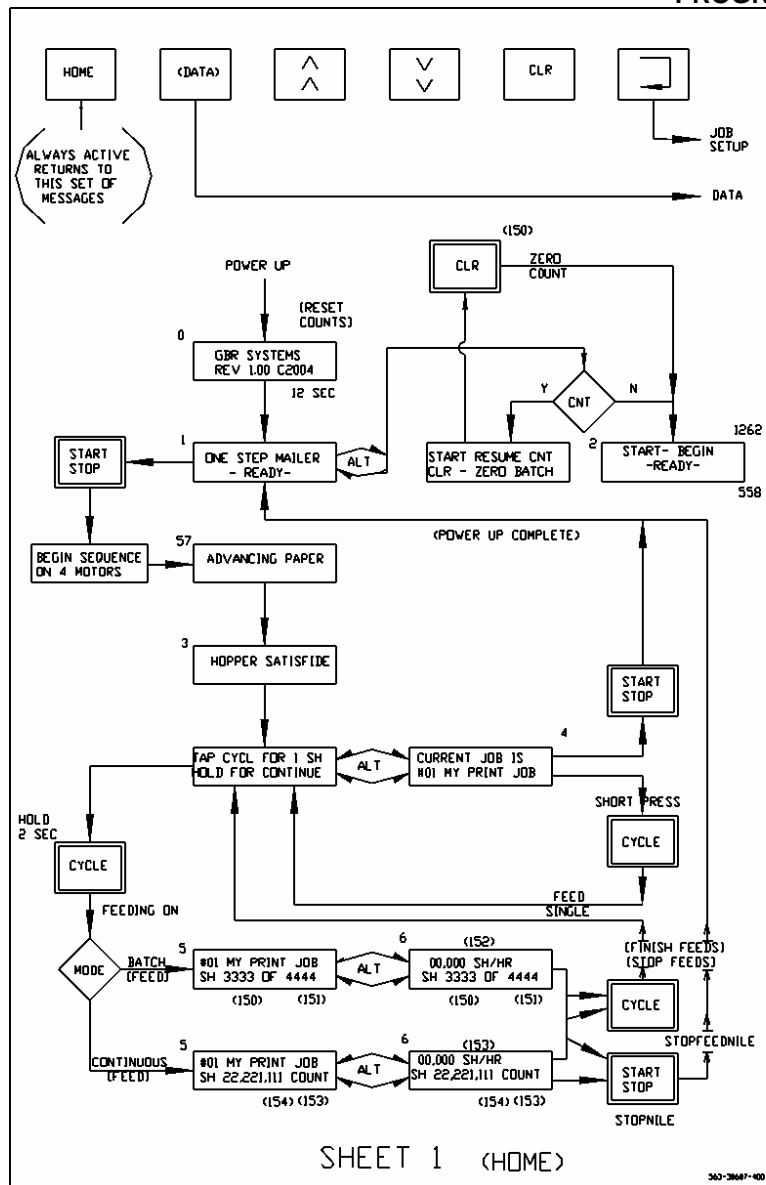 HOME
(DATA)
^
^
v
v
CLR
JOB
SETUP
ALWAYS ACTIVE
RETURNS TO
THIS SET OF
MESSAGES
DATA
(150)
CLR
ZERO
COUNT
POWER UP
(RESET
COUNTS)
0
GBR SYSTEMS
REV 1.00 C2004
12 SEC
Y
CNT
N
START
STOP
1
ONE STEP MAILER
- READY-
ALT
START RESUME CNT
CLR - ZERO BATCH
2
1262
START- BEGIN
-READY-
558
(POWER UP COMPLETE)
BEGIN SEQUENCE
ON 4 MOTORS
57
ADVANCING PAPER
3
HOPPER SATISFIDE
START
STOP
TAP CYCL FOR 1 SH
HOLD FOR CONTINUE
ALT
4
CURRENT JOB IS
#01 MY PRINT JOB
HOLD
2 SEC
CYCLE
SHORT PRESS
CYCLE
FEED
SINGLE
FEEDING ON
MODE
BATCH
(FEED)
5
#01 MY PRINT JOB
SH 3333 OF 4444
(150) (151)
ALT
6
(152)
00,000 SH/HR
SH 3333 OF 4444
(150) (151)
(FINISH FEEDS)
(STOP FEEDS)
CYCLE
STOPFEEDNILE
CONTINUOUS
(FEED)
5
#01 MY PRINT JOB
SH 22,221,111 COUNT
(154) (153)
ALT
6
(153)
00,000 SH/HR
SH 22,221,111 COUNT
(154) (153)
START
STOP
STOPNILE
SHEET 1 (HOME)